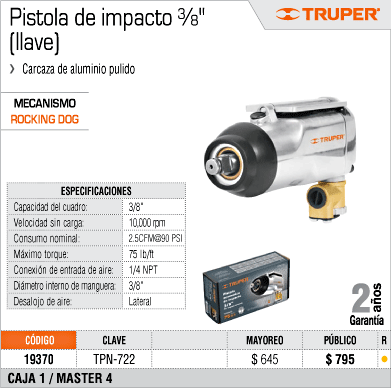 Pistola de impacto 3/8"
(llave)
TRUPER®
› Carcaza de aluminio pulido
MECANISMO
ROCKING DOG
TRUPER
ESPECIFICACIONES
Capacidad del cuadro: 3/8"
Velocidad sin carga: 10,000 rpm
Consumo nominal: 2.5CFM@90 PSI
Máximo torque: 75 lb/ft
Conexión de entrada de aire: 1/4 NPT
Diámetro interno de manguera: 3/8"
Desalojo de aire: Lateral
2 años
Garantía
CÓDIGO CLAVE MAYOREO PÚBLICO R
19370 TPN-722 $ 645 $ 795
CAJA 1 / MASTER 4